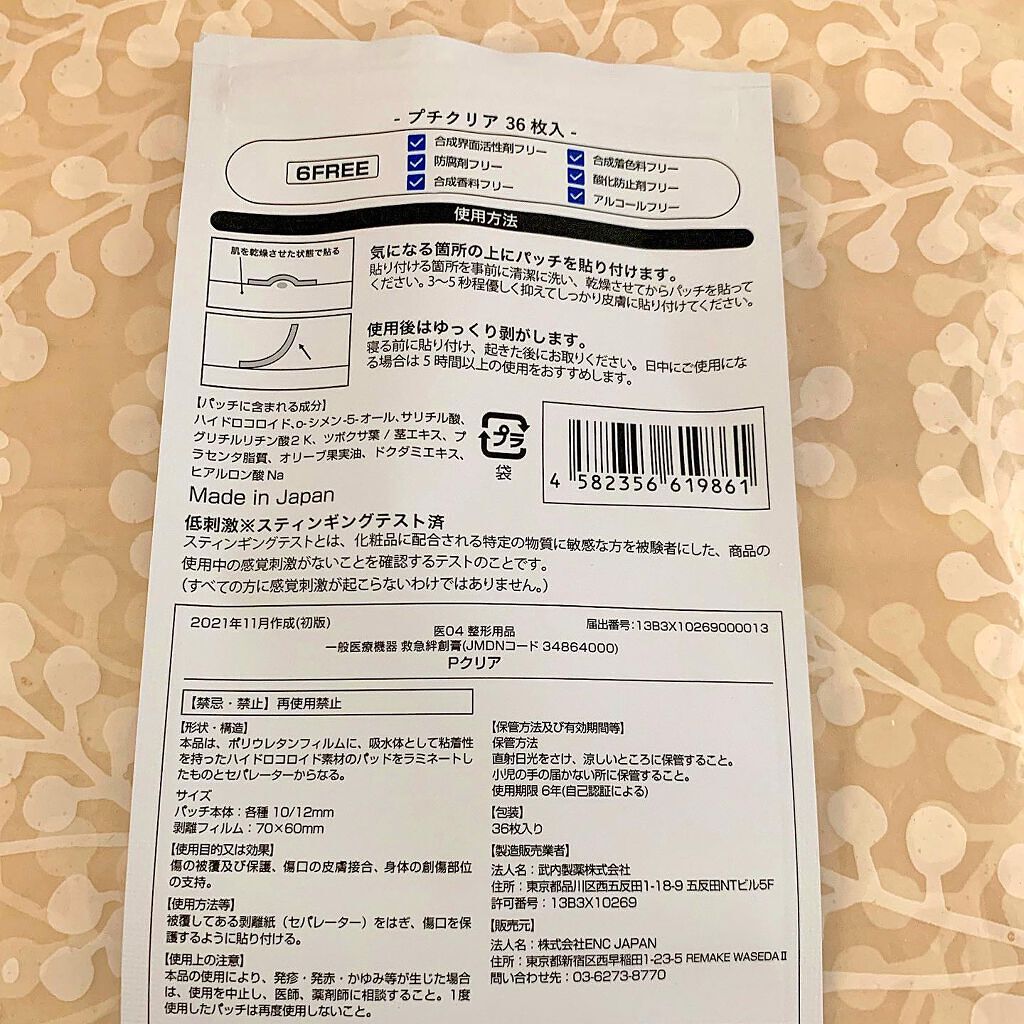 - プチクリア 36枚入 -
6FREE
合成界面活性剤フリー
防腐剤フリー
合成香料フリー
合成着色料フリー
酸化防止剤フリー
アルコールフリー
使用方法
肌を乾燥させた状態で貼る
気になる箇所の上にパッチを貼り付けます。
貼り付ける箇所を事前に清潔に洗い、乾燥させてからパッチを貼って
ください。3〜5秒程優しく抑えてしっかり皮膚に貼り付けてください。
使用後はゆっくり剥がします。
寝る前に貼り付け、起きた後にお取りください。日中にご使用にな
る場合は5時間以上の使用をおすすめします。
【パッチに含まれる成分】
ハイドロコロイド、o-シメン-5-オール、サリチル酸、
グリチルリチン酸2K、ツボクサ葉/茎エキス、プ
ラセンタ脂質、オリーブ果実油、ドクダミエキス、
ヒアルロン酸Na
プラ
袋
4 582356 619861
Made in Japan
低刺激※スティンギングテスト済
スティンギングテストとは、化粧品に配合される特定の物質に敏感な方を被験者にした、商品の
使用中の感覚刺激がないことを確認するテストのことです。
(すべての方に感覚刺激が起こらないわけではありません。)
2021年11月作成(初版)
届出番号:13B3X10269000013
医04 整形用品
一般医療機器 救急絆創膏(JMDNコード 34864000)
Pクリア
【禁忌・禁止】再使用禁止
【形状・構造】
本品は、ポリウレタンフィルムに、吸水体として粘着性
を持ったハイドロコロイド素材のパッドをラミネートし
たものとセパレーターからなる。
サイズ
パッチ本体:各種 10/12mm
剥離フィルム:70×60mm
【使用目的又は効果】
傷の被覆及び保護、傷口の皮膚接合、身体の創傷部位
の支持。
【使用方法等】
被覆してある剥離紙(セパレーター)をはぎ、傷口を保
護するように貼り付ける。
【使用上の注意】
本品の使用により、発疹・発赤・かゆみ等が生じた場合
は、使用を中止し、医師、薬剤師に相談すること。1度
使用したパッチは再度使用しないこと。
【保管方法及び有効期間等】
保管方法
直射日光をさけ、涼しいところに保管すること。
小児の手の届かない所に保管すること。
使用期限 6年(自己認証による)
【包装】
36枚入り
【製造販売業者】
法人名:武内製薬株式会社
住所:東京都品川区西五反田1-18-9 五反田NTビル5F
許可番号:13B3X10269
【販売元】
法人名:株式会社ENC JAPAN
住所:東京都新宿区西早稲田1-23-5 REMAKE WASEDAⅡ
問い合わせ先:03-6273-8770